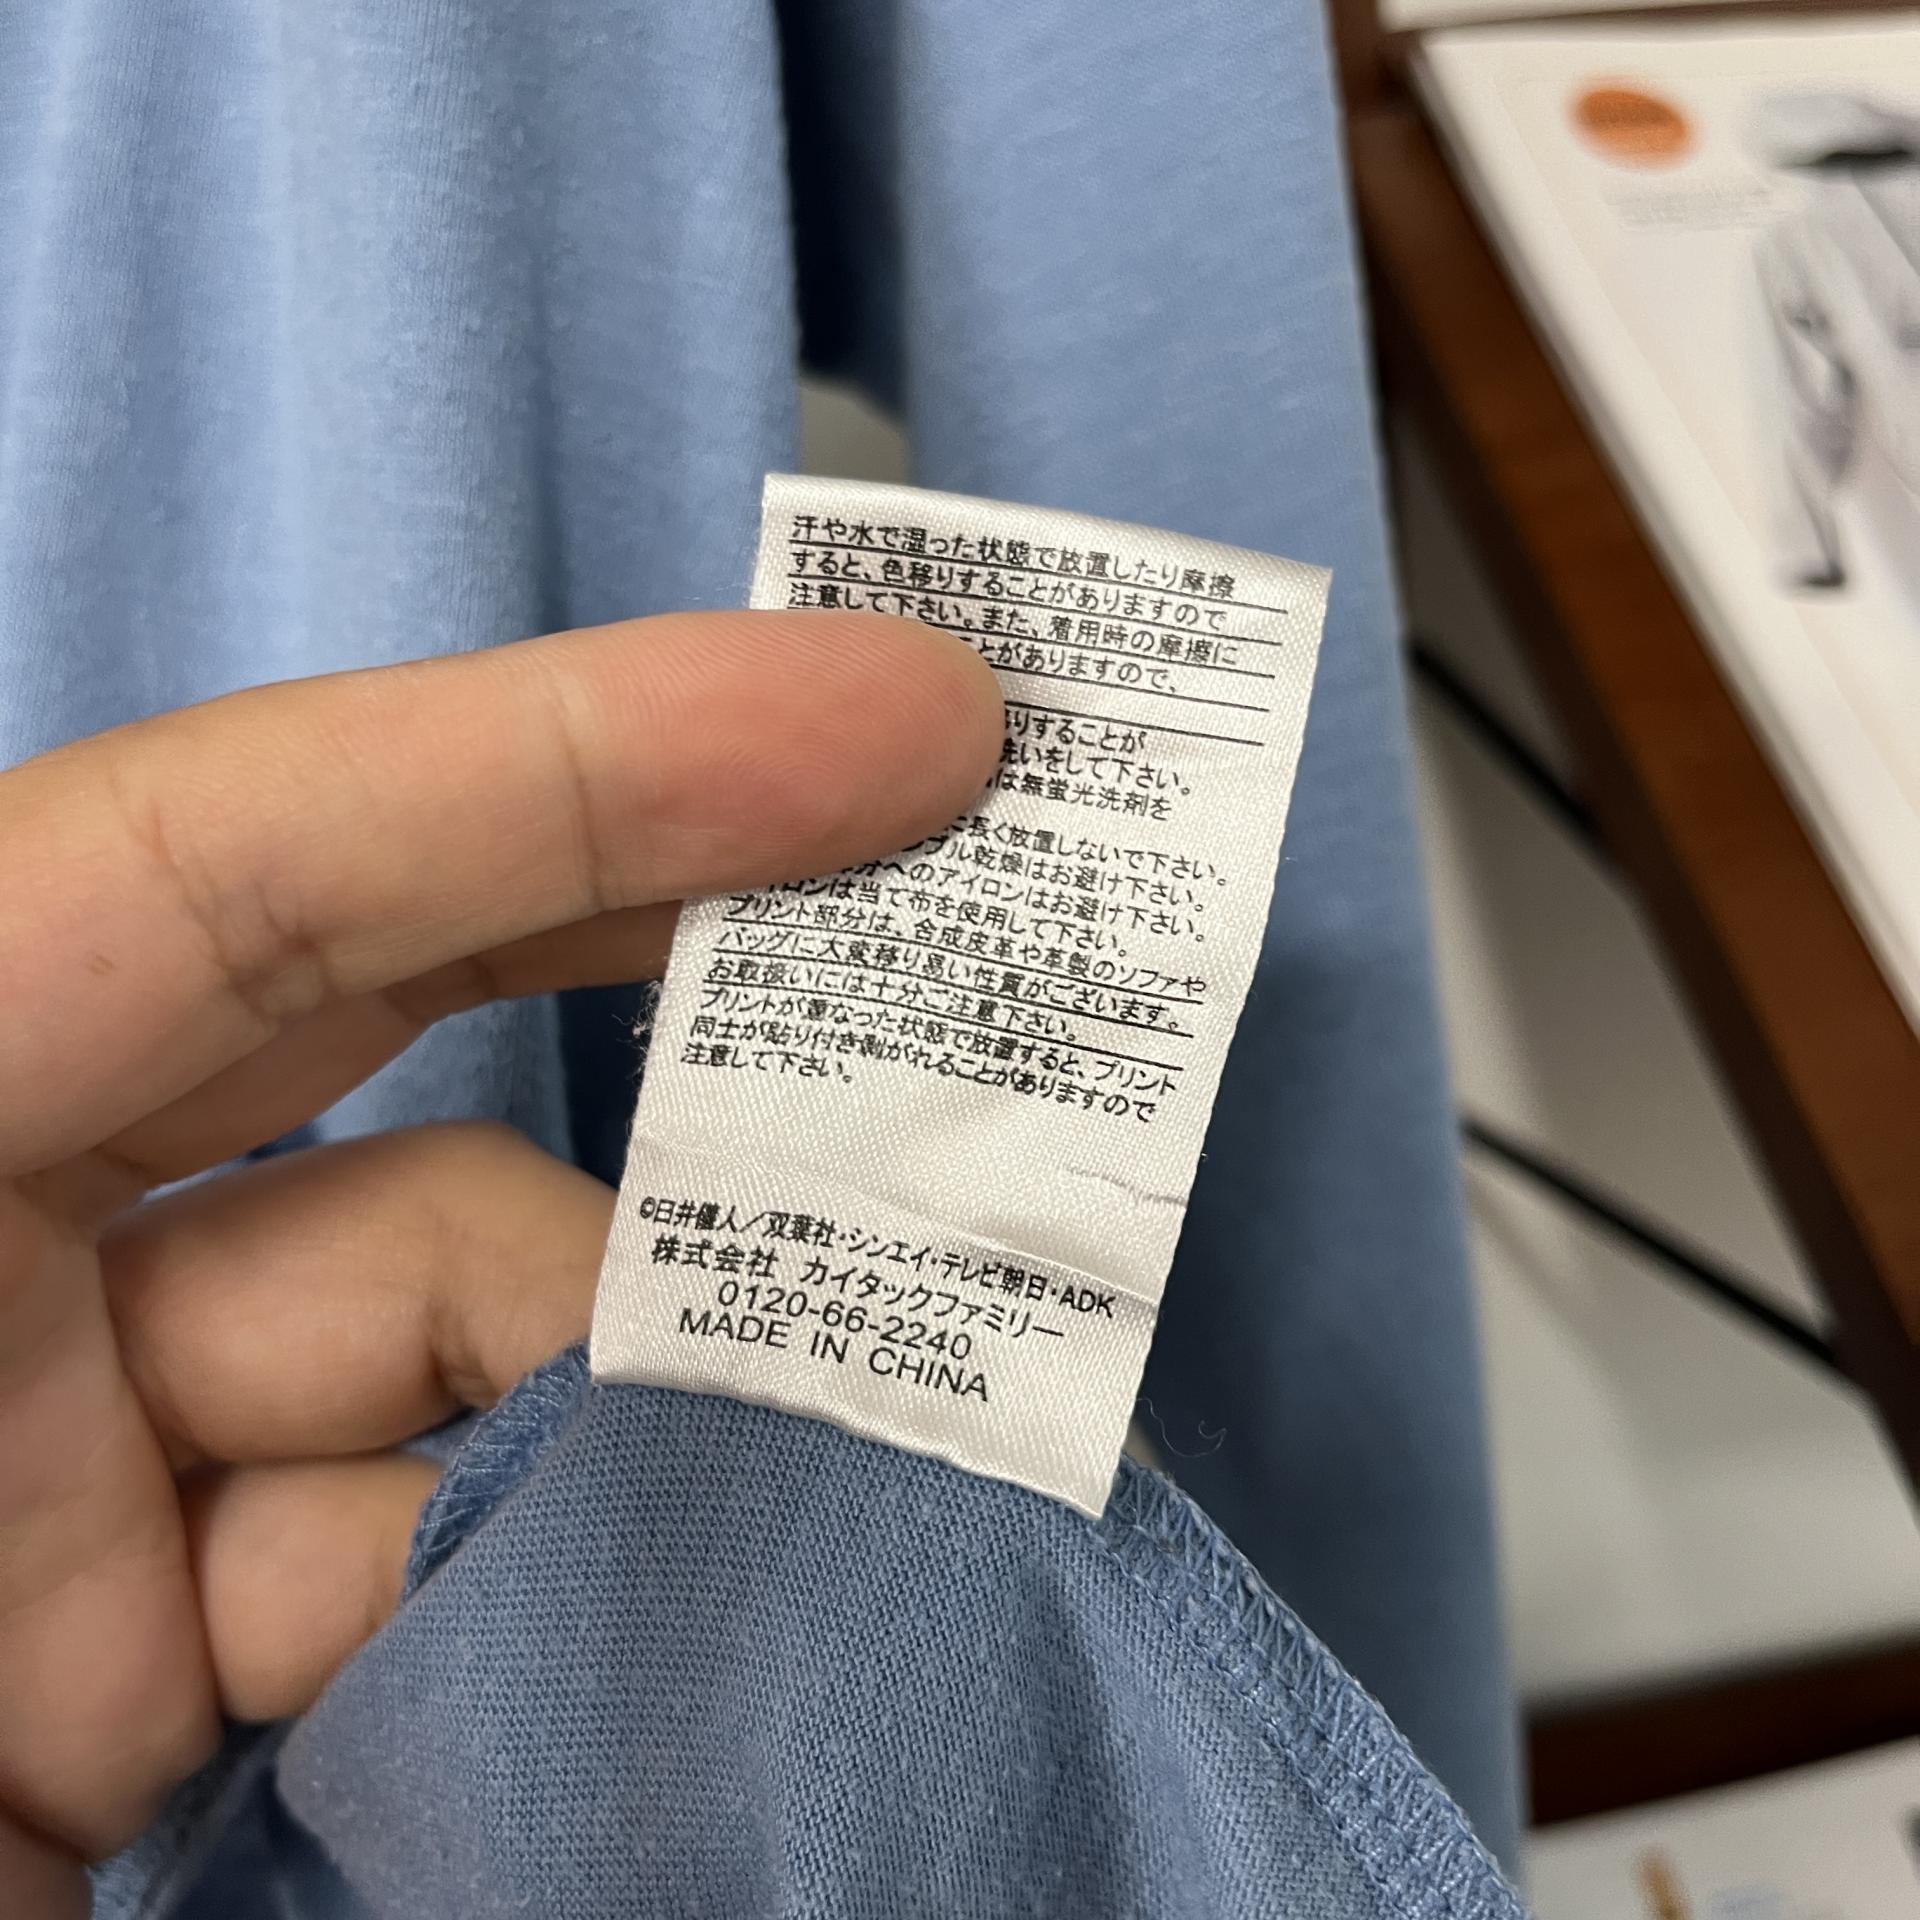 汗や水で湿った状態で放置したり摩擦
すると、色移りすることがありますので
注意して下さい。また、着用時の摩擦に
とがありますので、
りすることが
洗いをして下さい。
は無蛍光洗剤を
に長く放置しないで下さい。
ンブル乾燥はお避け下さい。
分へのアイロンはお避け下さい。
イロンは当て布を使用して下さい。
プリント部分は、合成皮革や革製のソファや
バッグに大変移り易い性質がございます。
お取扱いには十分ご注意下さい。
プリントが重なった状態で放置すると、プリント
同士が貼り付き剥がれることがありますので
注意して下さい。
©臼井儀人／双葉社・シンエイ・テレビ朝日・ADK
株式会社 カイタックファミリー
0120-66-2240
MADE IN CHINA